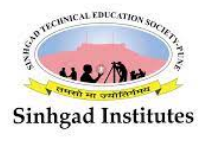 SINHGAD TECHNICAL EDUCATION SOCIETY-PUNE
तमसो मा ज्योतिर्गमय
Sinhgad Institutes